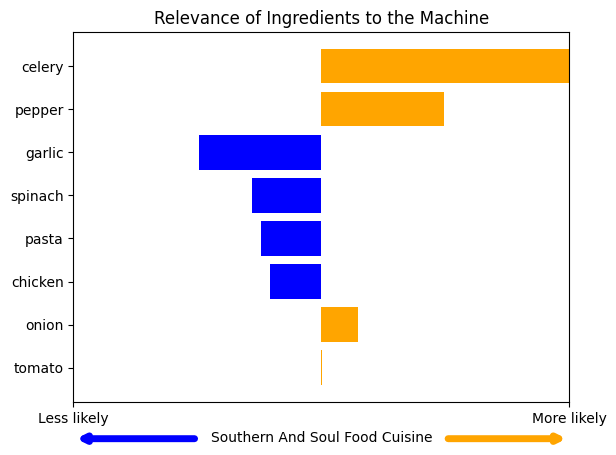 Relevance of Ingredients to the Machine
celery
pepper
garlic
spinach
pasta
chicken
onion
tomato
Less likely More likely
Southern And Soul Food Cuisine